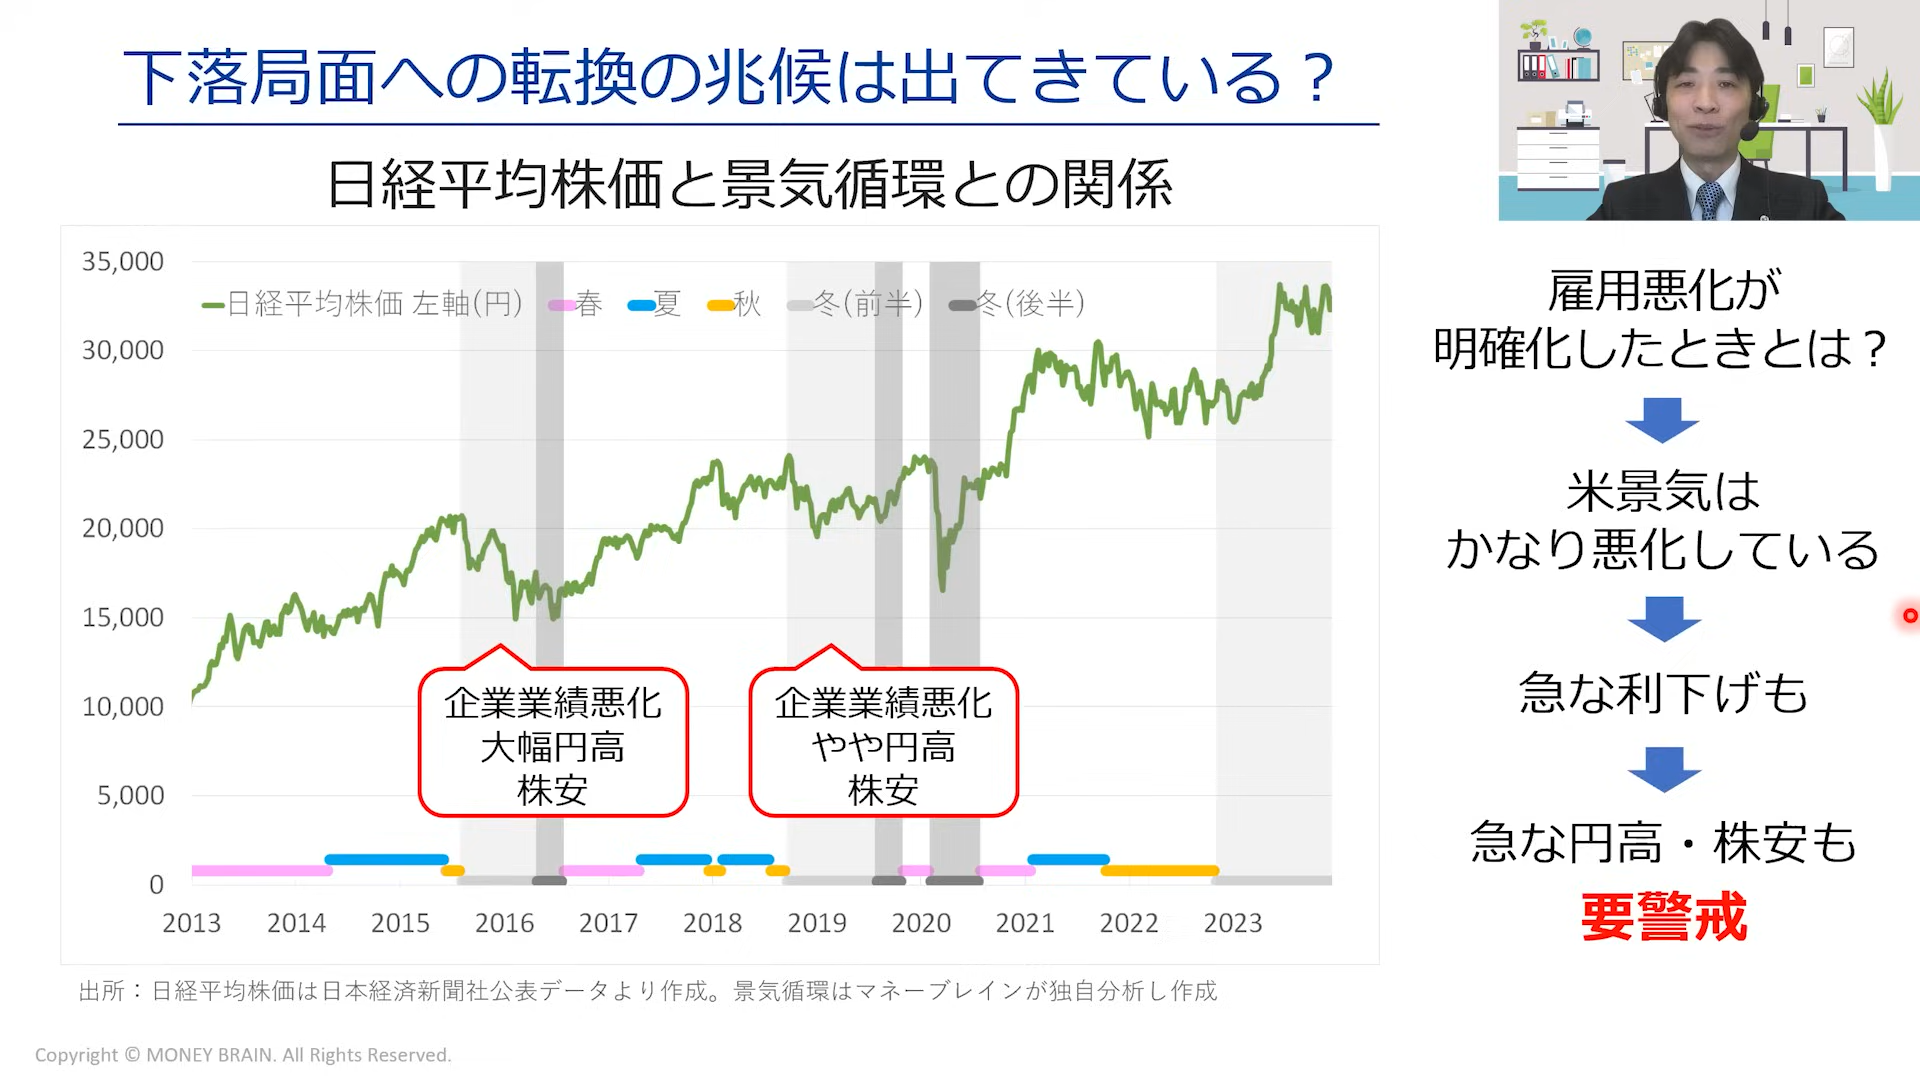 下落局面への転換の兆候は出てきている？
日経平均株価と景気循環との関係
35,000
30,000
25,000
20,000
15,000
10,000
5,000
0
日経平均株価 左軸(円) 春 夏 秋 冬(前半) 冬(後半)
企業業績悪化
大幅円高
株安
企業業績悪化
やや円高
株安
2013 2014 2015 2016 2017 2018 2019 2020 2021 2022 2023
出所：日経平均株価は日本経済新聞社公表データより作成。景気循環はマネーブレインが独自分析し作成
雇用悪化が
明確化したときとは？
米景気は
かなり悪化している
急な利下げも
急な円高・株安も
要警戒
Copyright © MONEY BRAIN. All Rights Reserved.